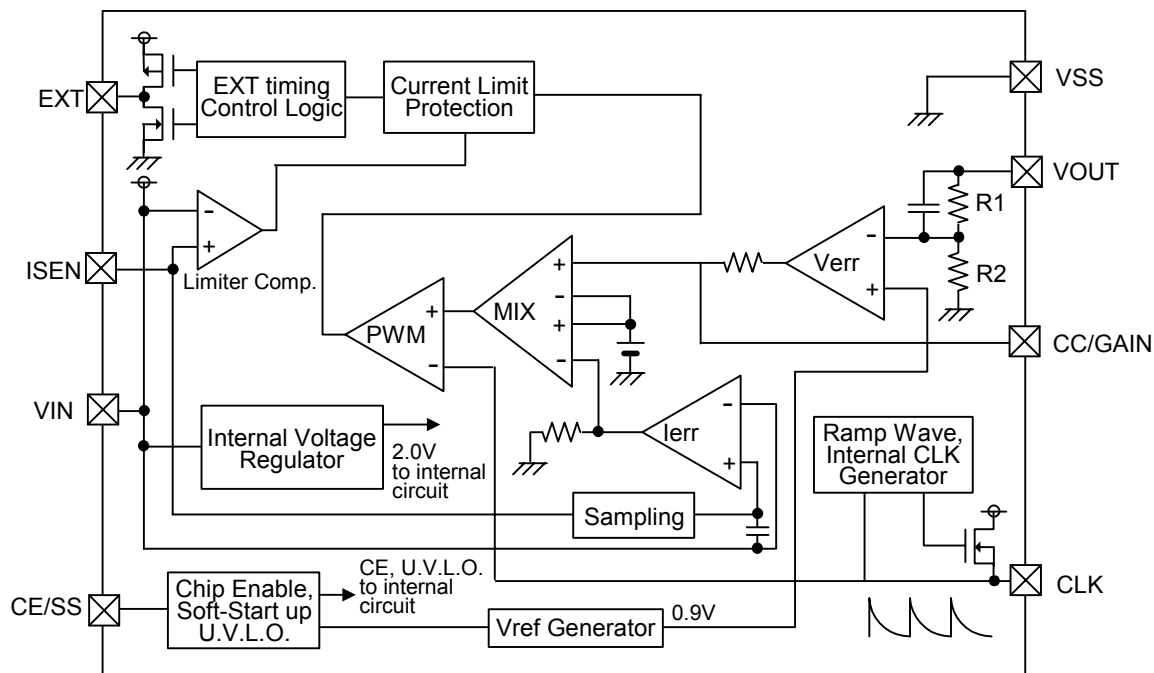 EXT
EXT timing
Control Logic
Current Limit
Protection
VSS
VOUT
R1
R2
-
+
Verr
-
+
Limiter Comp.
ISEN
MIX
+
-
+
-
PWM
+
-
CC/GAIN
VIN
Internal Voltage
Regulator
2.0V
to internal
circuit
Ierr
-
+
Ramp Wave,
Internal CLK
Generator
Sampling
CE/SS
Chip Enable,
Soft-Start up
U.V.L.O.
CE, U.V.L.O.
to internal
circuit
Vref Generator
0.9V
CLK